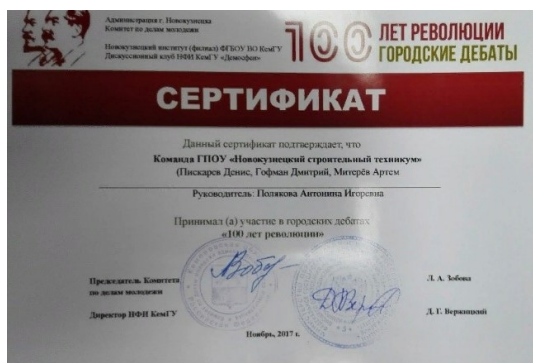 Администрация г. Новокузнецка
Комитет по делам молодежи
Новокузнецкий институт (филиал) ФГБОУ ВО КемГУ
Дискуссионный клуб НФИ КемГУ «Демосфен»
100 ЛЕТ РЕВОЛЮЦИИ
ГОРОДСКИЕ ДЕБАТЫ
СЕРТИФИКАТ
Данный сертификат подтверждает, что
Команда ГПОУ «Новокузнецкий строительный техникум»
(Пискарев Денис, Гофман Дмитрий, Митерёв Артем
Руководитель: Полякова Антонина Игоревна
Принимал (а) участие в городских дебатах
«100 лет революции»
Председатель Комитета
по делам молодежи
Л. А. Зобова
Директор НФИ КемГУ
Д. Г. Вержицкий
Ноябрь, 2017 г.